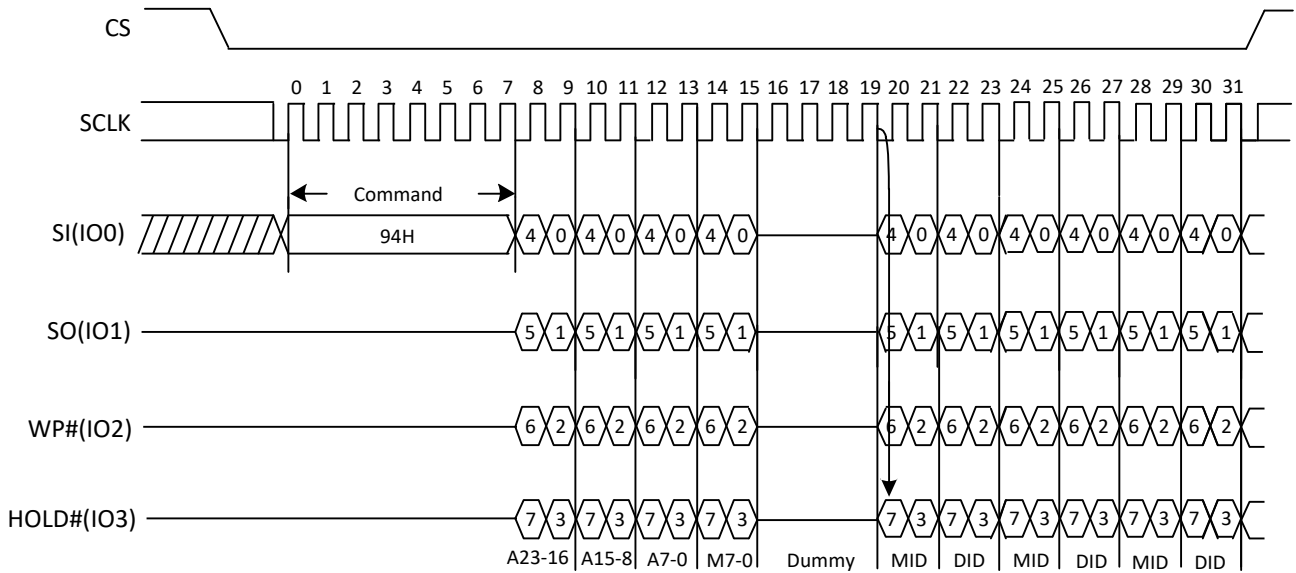 CS
0 1 2 3 4 5 6 7 8 9 10 11 12 13 14 15 16 17 18 19 20 21 22 23 24 25 26 27 28 29 30 31
SCLK
Command
SI(IO0) 94H 4 0 4 0 4 0 4 0 4 0 4 0 4 0 4 0 4 0 4 0
SO(IO1) 5 1 5 1 5 1 5 1 5 1 5 1 5 1 5 1 5 1 5 1
WP#(IO2) 6 2 6 2 6 2 6 2 6 2 6 2 6 2 6 2 6 2 6 2
HOLD#(IO3) 7 3 7 3 7 3 7 3 7 3 7 3 7 3 7 3 7 3 7 3
A23-16 A15-8 A7-0 M7-0 Dummy MID DID MID DID MID DID